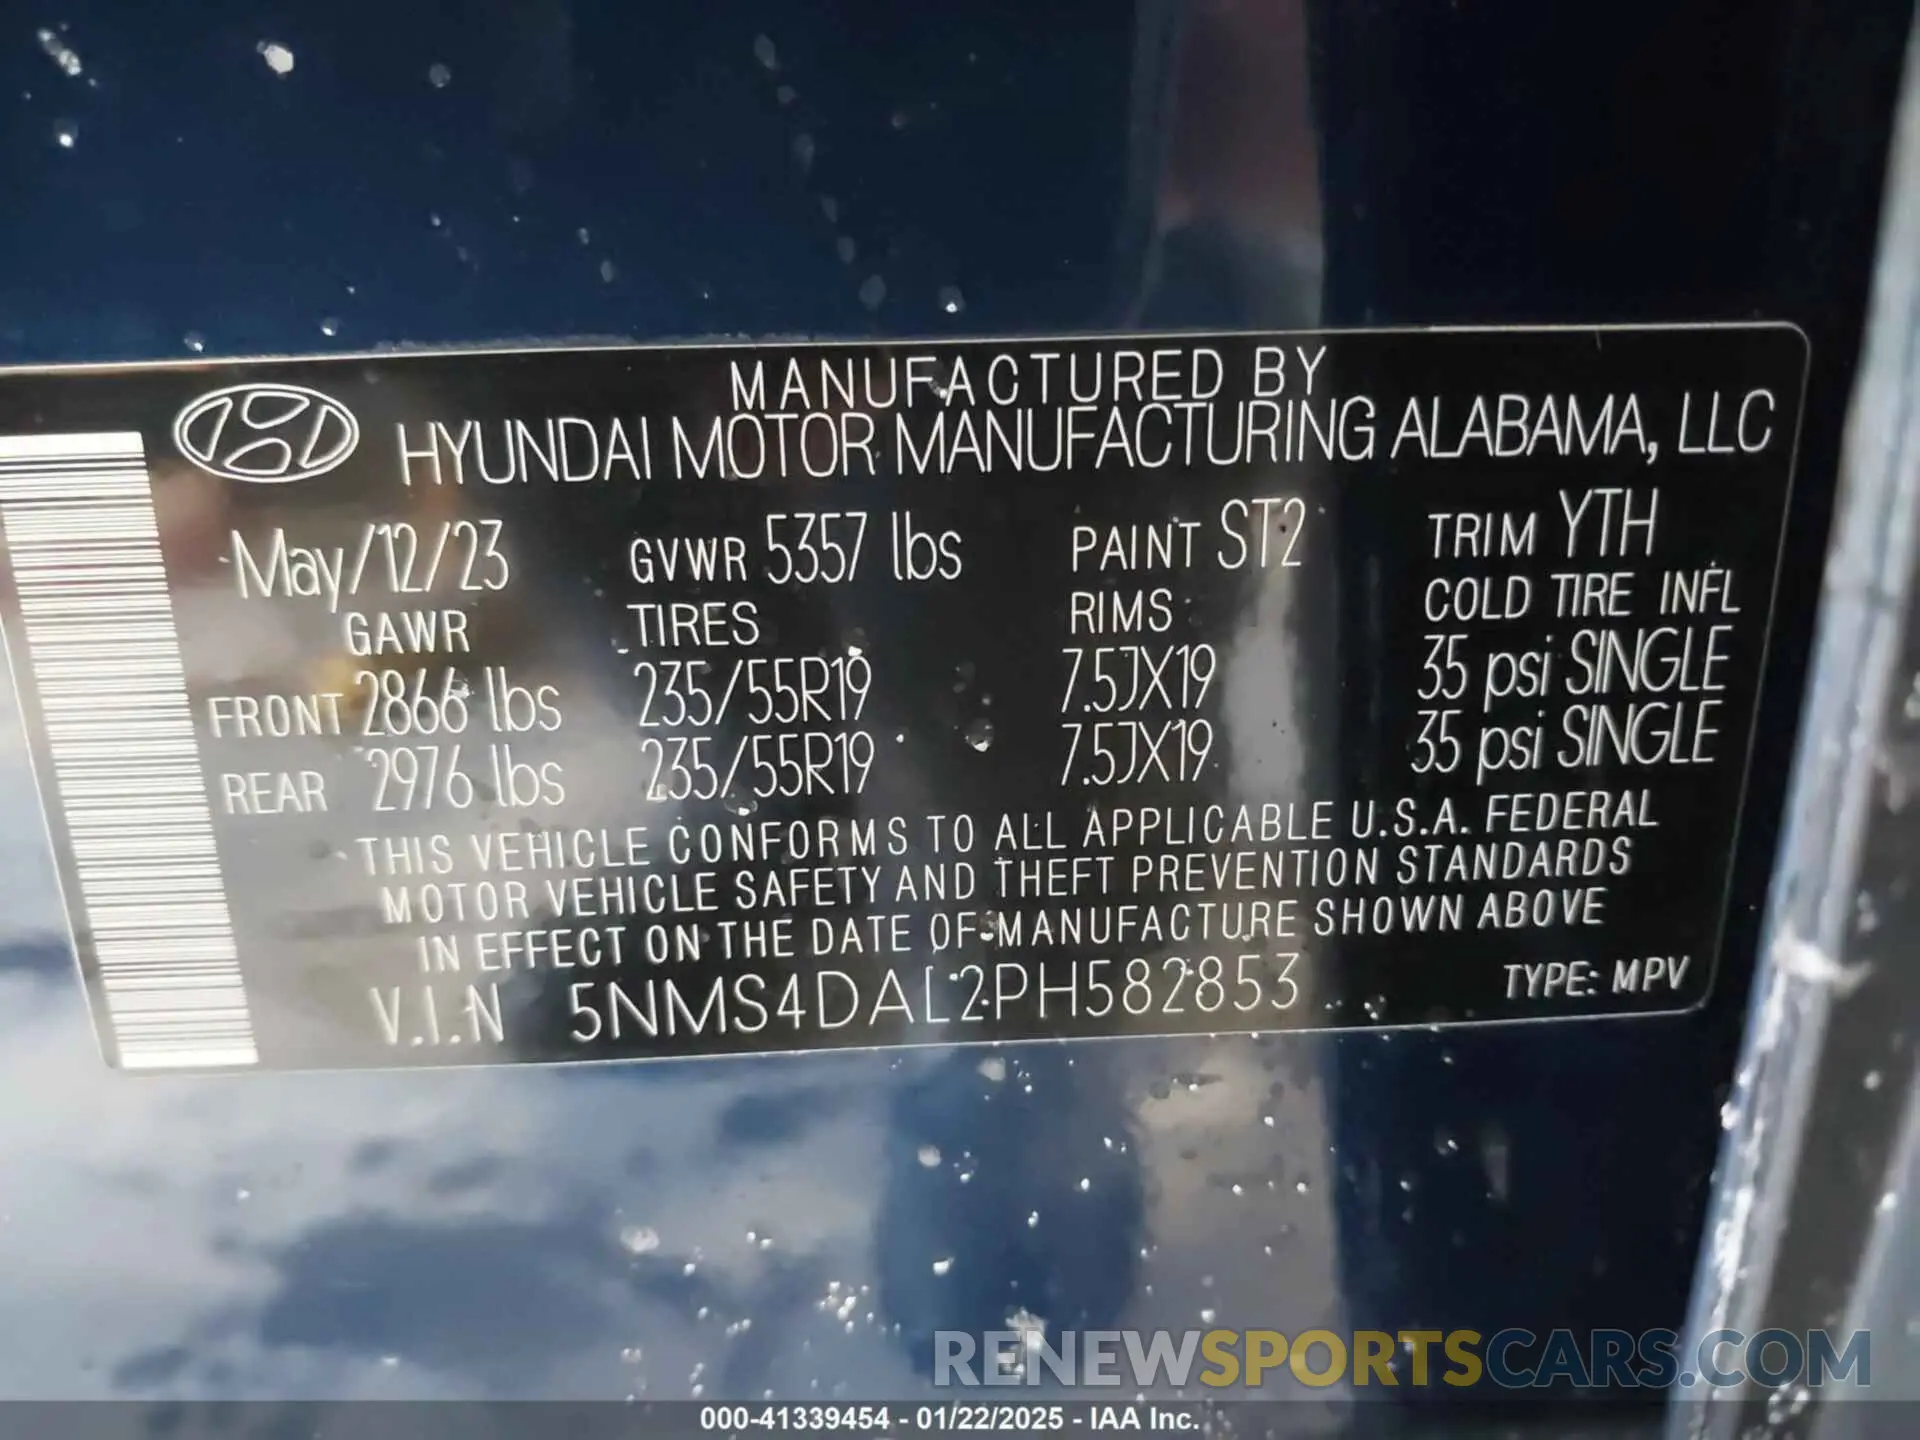 MANUFACTURED BY
HYUNDAI MOTOR MANUFACTURING ALABAMA, LLC
May/12/23 GVWR 5357 lbs PAINT ST2 TRIM YTH
GAWR TIRES RIMS COLD TIRE INFL
FRONT 2866 lbs 235/55R19 7.5JX19 35 psi SINGLE
REAR 2976 lbs 235/55R19 7.5JX19 35 psi SINGLE
THIS VEHICLE CONFORMS TO ALL APPLICABLE U.S.A. FEDERAL
MOTOR VEHICLE SAFETY AND THEFT PREVENTION STANDARDS
IN EFFECT ON THE DATE OF MANUFACTURE SHOWN ABOVE
V.I.N 5NMS4DAL2PH582853 TYPE: MPV
RENEWSPORTSCARS.COM
000-41339454 - 01/22/2025 - IAA Inc.